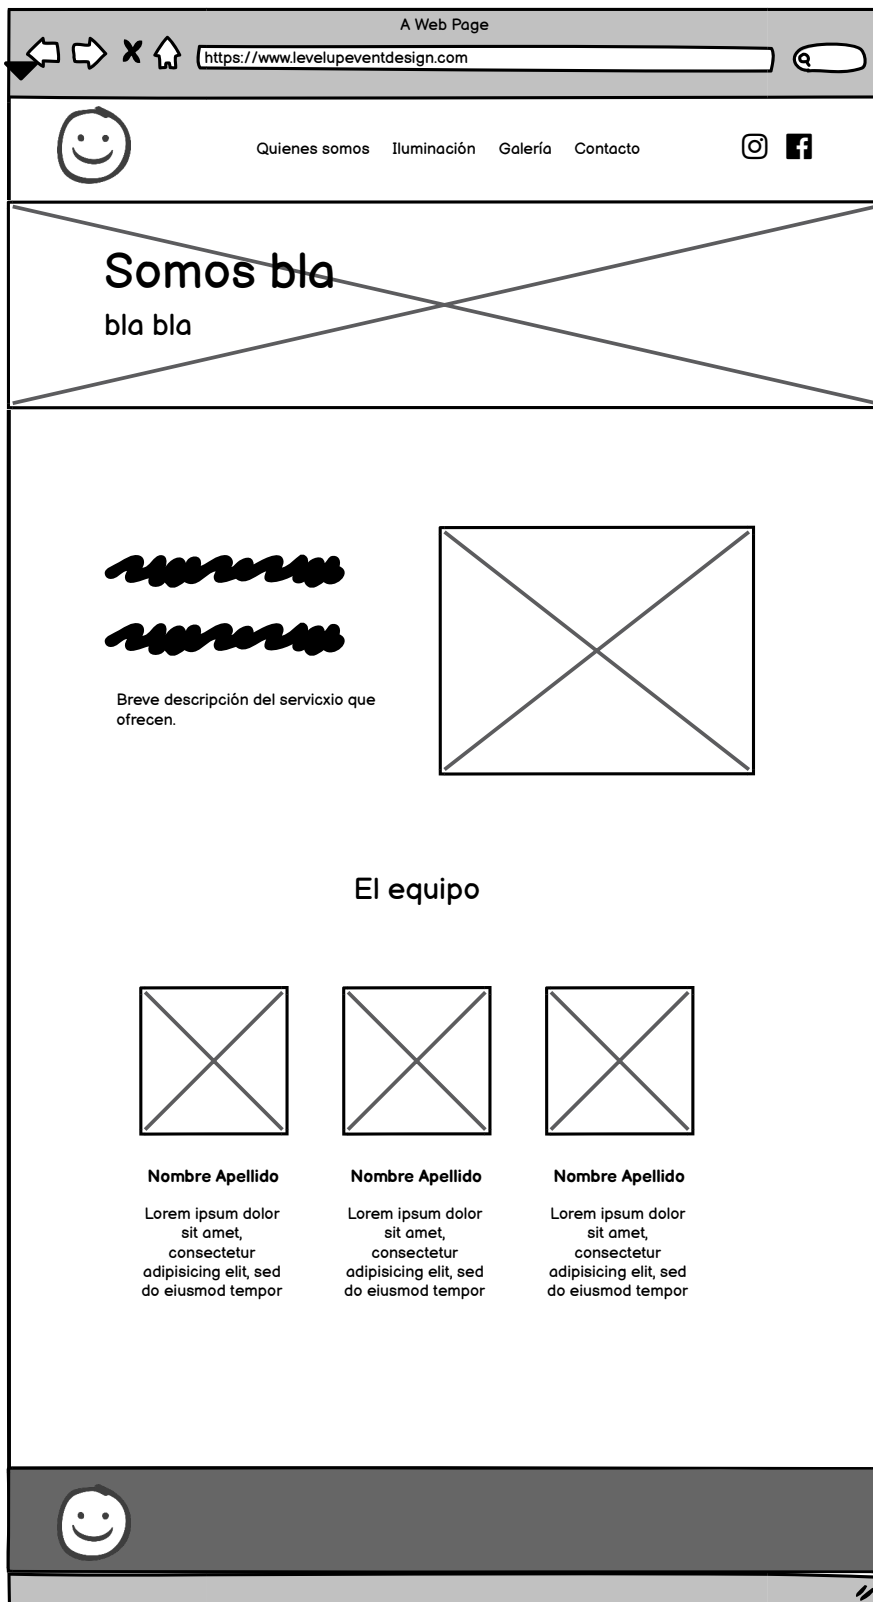 A Web Page
https://www.levelupeventdesign.com
Quienes somos Iluminación Galería Contacto
Somos bla
bla bla
Breve descripción del servicxio que
ofrecen.
El equipo
Nombre Apellido
Lorem ipsum dolor
sit amet,
consectetur
adipisicing elit, sed
do eiusmod tempor
Nombre Apellido
Lorem ipsum dolor
sit amet,
consectetur
adipisicing elit, sed
do eiusmod tempor
Nombre Apellido
Lorem ipsum dolor
sit amet,
consectetur
adipisicing elit, sed
do eiusmod tempor